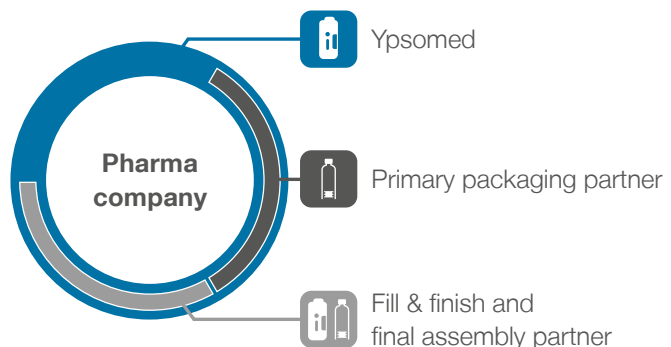 Ypsomed
Pharma
company
Primary packaging partner
Fill & finish and
final assembly partner